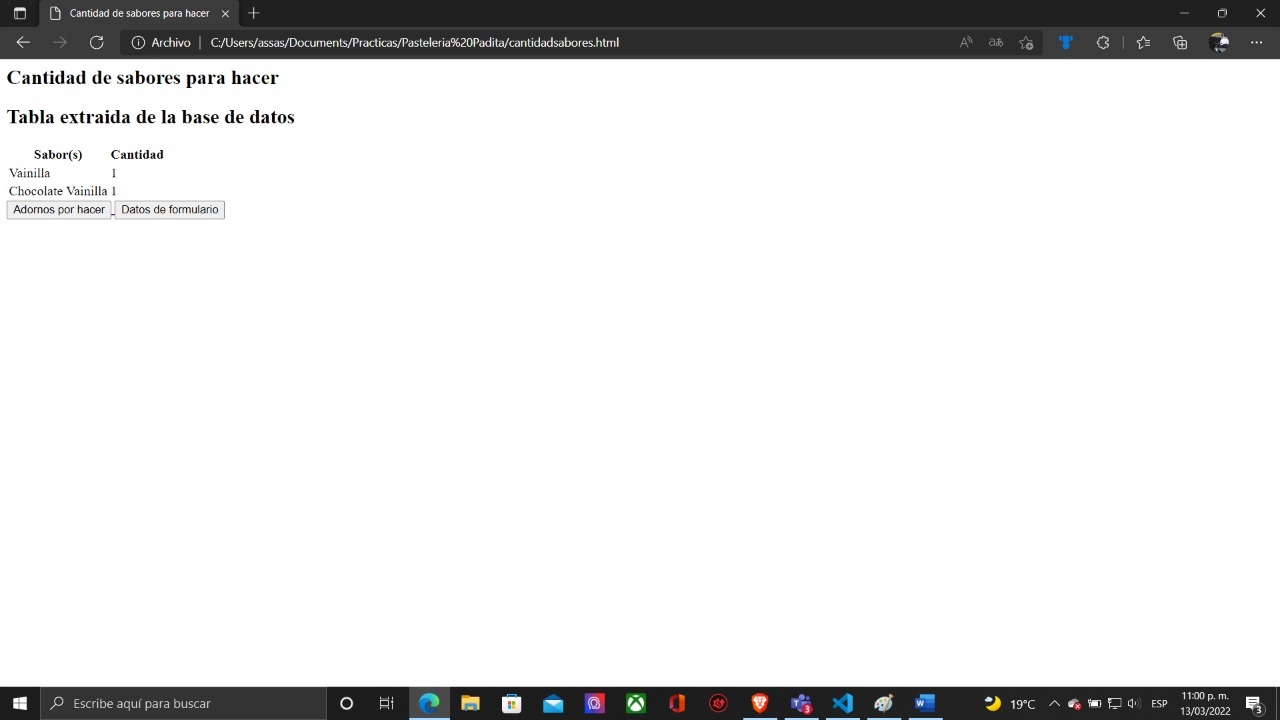 Cantidad de sabores para hacer
Archivo | C:/Users/assas/Documents/Practicas/Pasteleria%20Padita/cantidadsabores.html
Cantidad de sabores para hacer
Tabla extraida de la base de datos
Sabor(s) Cantidad
Vainilla 1
Chocolate Vainilla 1
Adornos por hacer Datos de formulario
Escribe aquí para buscar
3
19°C
ESP
11:00 p. m.
13/03/2022
3